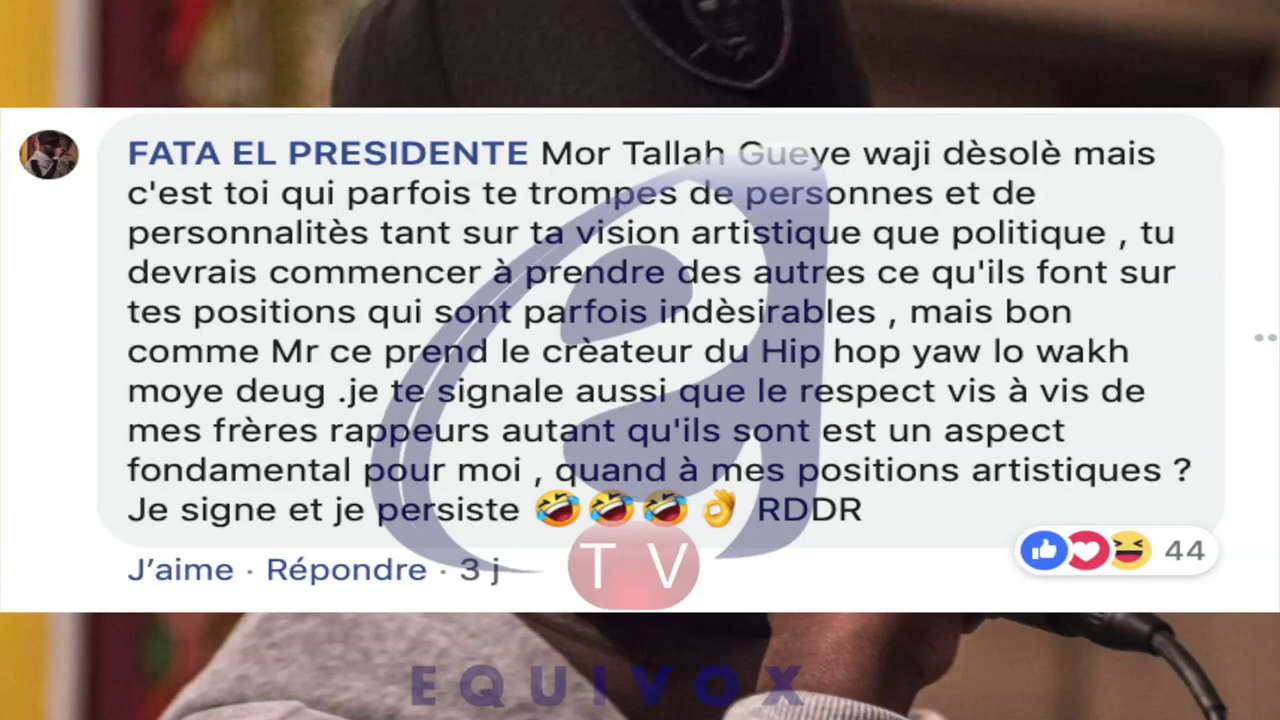 FATA EL PRESIDENTE Mor Tallah Gueye waji dèsolè mais
c'est toi qui parfois te trompes de personnes et de
personnalitès tant sur ta vision artistique que politique , tu
devrais commencer à prendre des autres ce qu'ils font sur
tes positions qui sont parfois indèsirables , mais bon
comme Mr ce prend le crèateur du Hip hop yaw lo wakh
moye deug .je te signale aussi que le respect vis à vis de
mes frères rappeurs autant qu'ils sont est un aspect
fondamental pour moi , quand à mes positions artistiques ?
Je signe et je persiste 🤣🤣🤣👌 RDDR
J'aime · Répondre · 3 j
44
TV
EQUIVOX